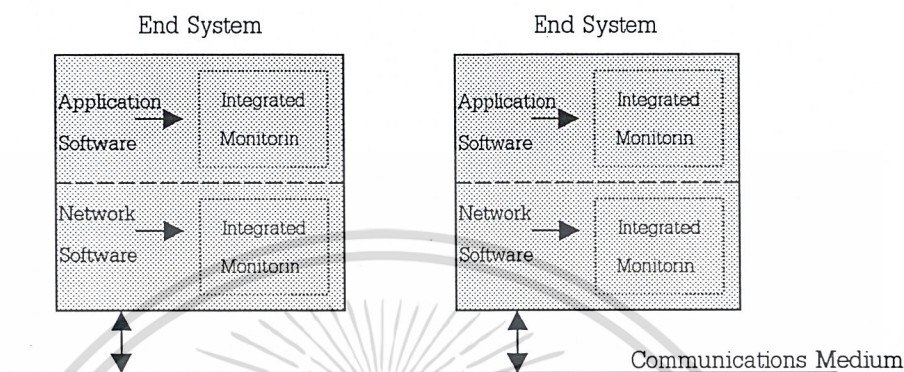 End System
Application
Software
Integrated
Monitorin
Network
Software
Integrated
Monitorin
End System
Application
Software
Integrated
Monitorin
Network
Software
Integrated
Monitorin
Communications Medium